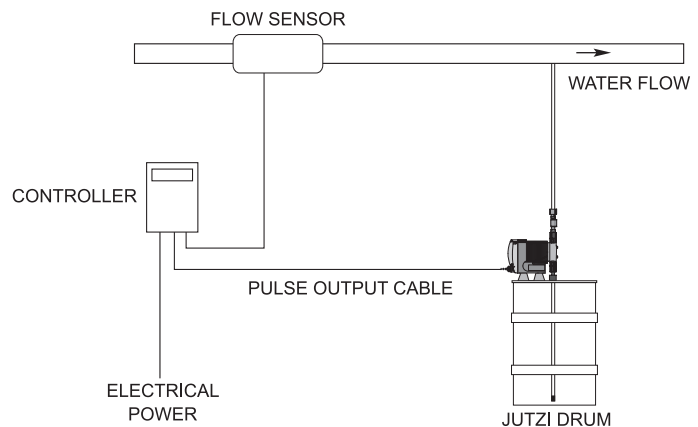 FLOW SENSOR
WATER FLOW
CONTROLLER
PULSE OUTPUT CABLE
ELECTRICAL
POWER
JUTZI DRUM